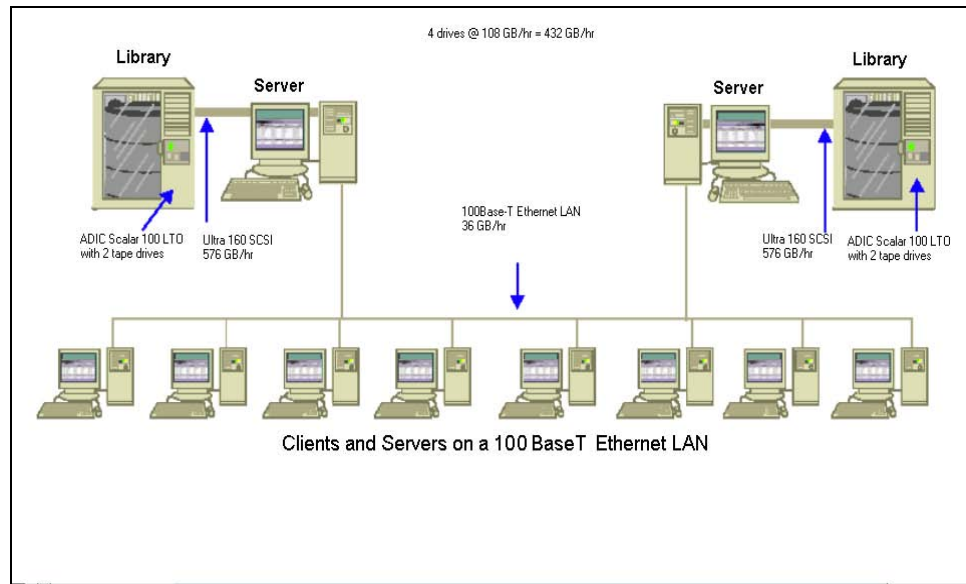 4 drives @ 108 GB/hr = 432 GB/hr
Library
Server
Server
Library
ADIC Scalar 100 LTO
with 2 tape drives
Ultra 160 SCSI
576 GB/hr
100Base-T Ethernet LAN
36 GB/hr
Ultra 160 SCSI
576 GB/hr
ADIC Scalar 100 LTO
with 2 tape drives
Clients and Servers on a 100 BaseT Ethernet LAN